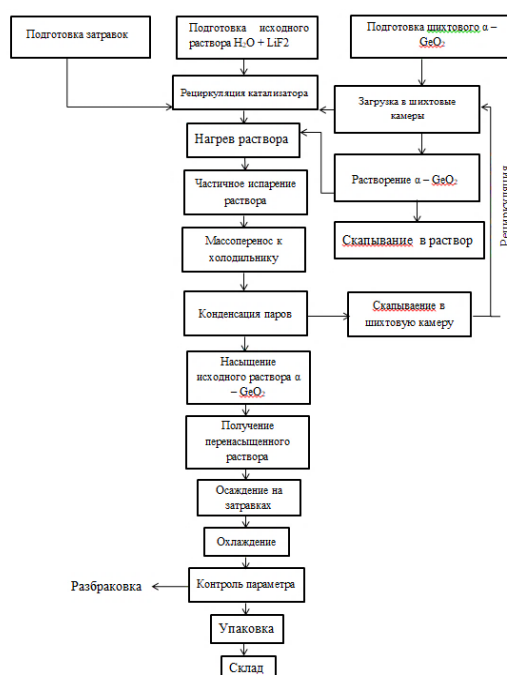 Подготовка затравок
Подготовка исходного
раствора H₂O + LiF2
Подготовка шихтового α –
GeO₂
Рециркуляция катализатора
Загрузка в шихтовые
камеры
Нагрев раствора
Растворение α – GeO₂
Рециркуляция
Частичное испарение
раствора
Скапывание в раствор
Массоперенос к
холодильнику
Конденсация паров
Скапываение в
шихтовую камеру
Насыщение
исходного раствора α
– GeO₂
Получение
перенасыщенного
раствора
Осаждение на
затравках
Охлаждение
Разбраковка
Контроль параметра
Упаковка
Склад